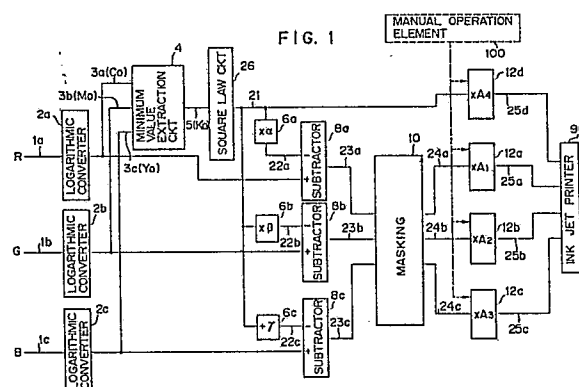 FIG. 1
MANUAL OPERATION ELEMENT
100
4
26
3a(Co)
3b(Mo)
3c(Yo)
MINIMUM VALUE EXTRACTION CKT
5(Ko)
SQUARE LAW CKT
21
2a
1a
R
LOGARITHMIC CONVERTER
xα
6a
22a
8a
SUBTRACTOR
-
+
23a
10
MASKING
12d
xA4
25d
24a
12a
xA1
25a
9
INK JET PRINTER
2b
1b
G
LOGARITHMIC CONVERTER
xβ
6b
22b
8b
SUBTRACTOR
-
+
23b
24b
12b
xA2
25b
2c
1c
B
LOGARITHMIC CONVERTER
+γ
6c
22c
8c
SUBTRACTOR
-
+
23c
24c
12c
xA3
25c